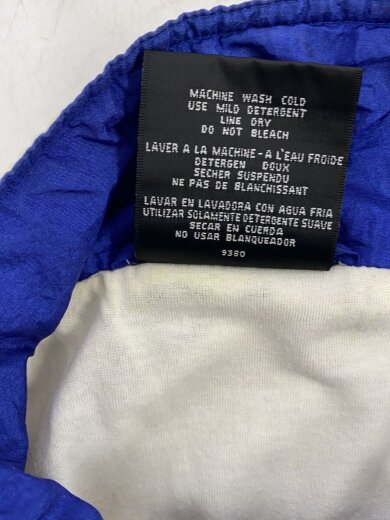 MACHINE WASH COLD
USE MILD DETERGENT
LINE DRY
DO NOT BLEACH
LAVER A LA MACHINE-A L'EAU FROIDE
DETERGEN DOUX
SECHER SUSPENDU
NE PAS DE BLANCHISSANT
LAVAR EN LAVADORA CON AGUA FRIA
UTILIZAR SOLAMENTE DETERGENTE SUAVE
SECAR EN CUERDA
NO USAR BLANQUEADOR
9380